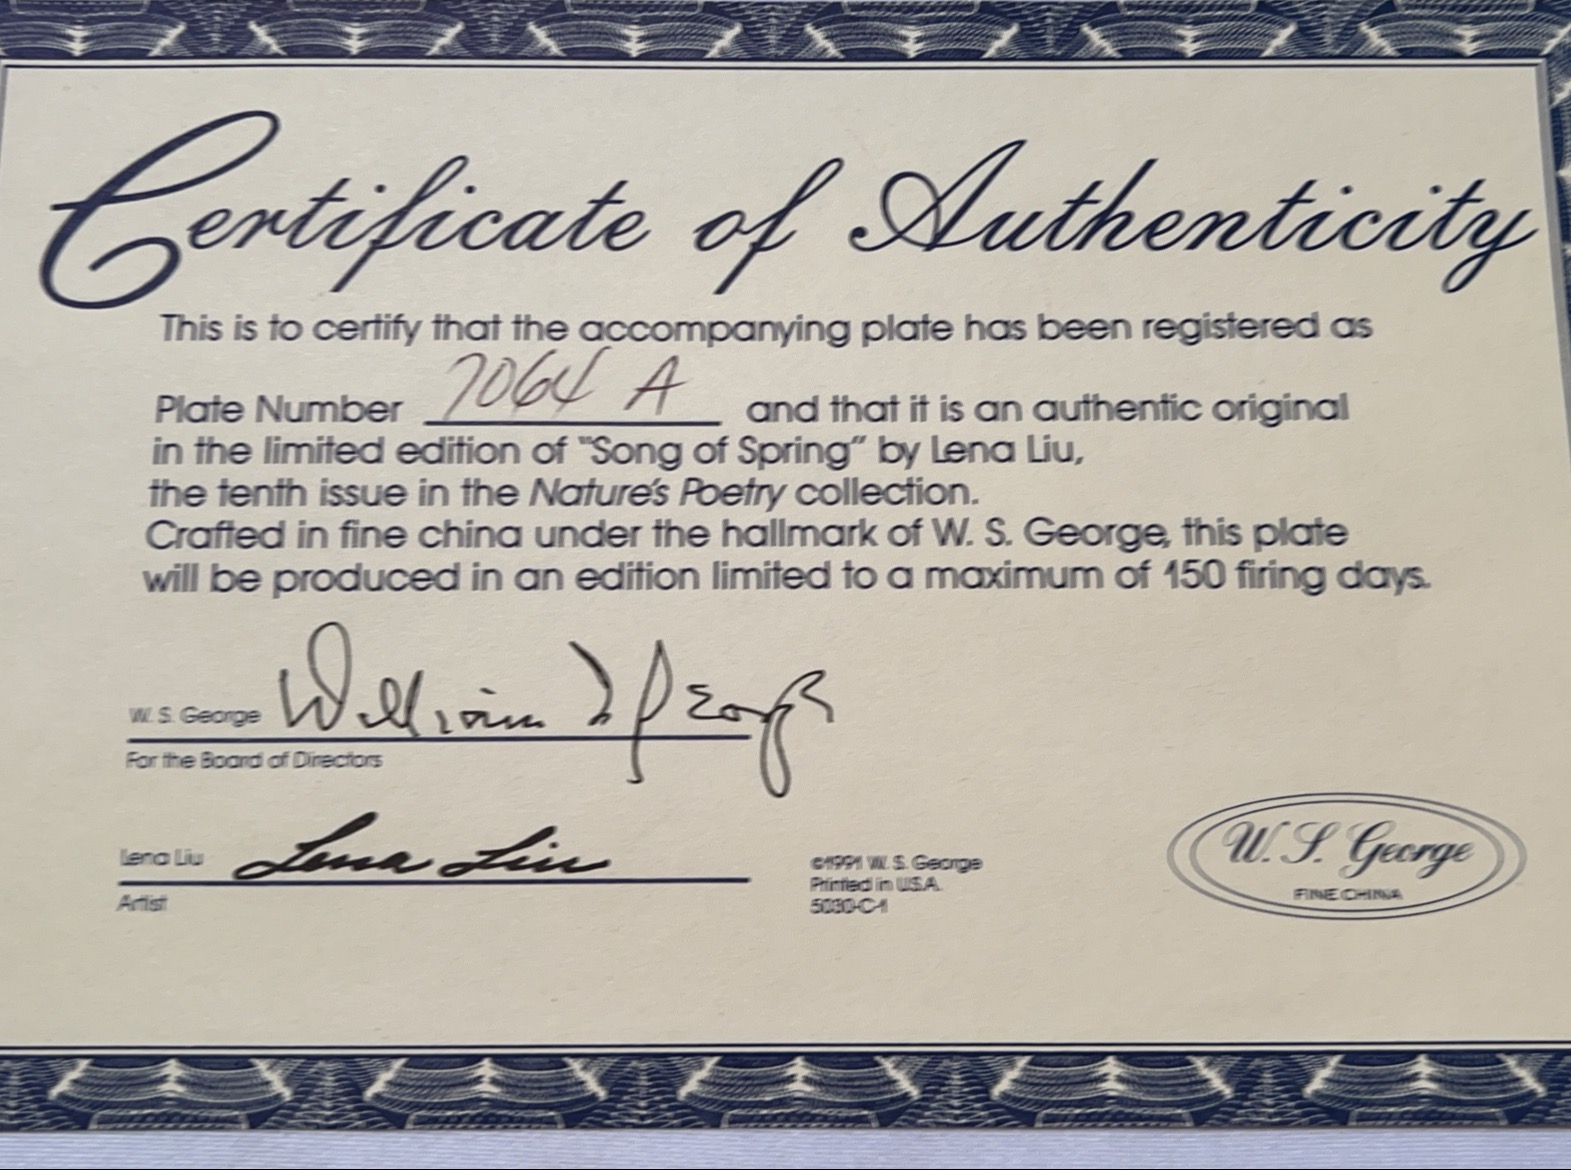 Certificate of Authenticity
This is to certify that the accompanying plate has been registered as
Plate Number 7064 A and that it is an authentic original
in the limited edition of "Song of Spring" by Lena Liu,
the tenth issue in the Nature's Poetry collection.
Crafted in fine china under the hallmark of W. S. George, this plate
will be produced in an edition limited to a maximum of 150 firing days.
W. S. George William S George
For the Board of Directors
Lena Liu Lena Liu
Artist
©1991 W. S. George
Printed in U.S.A.
5030-C-1
W. S. George
FINE CHINA